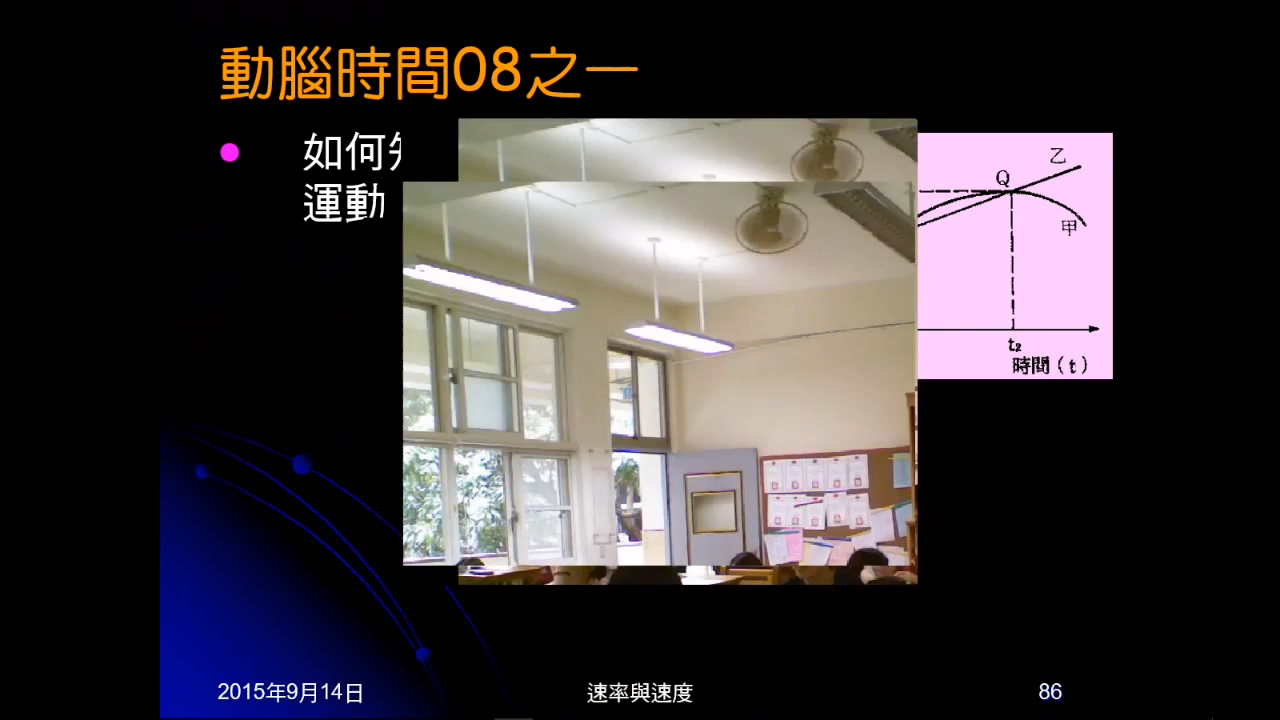 動腦時間08之一
如何
運動
乙
Q
甲
t₂
時間(t)
2015年9月14日
速率與速度
86